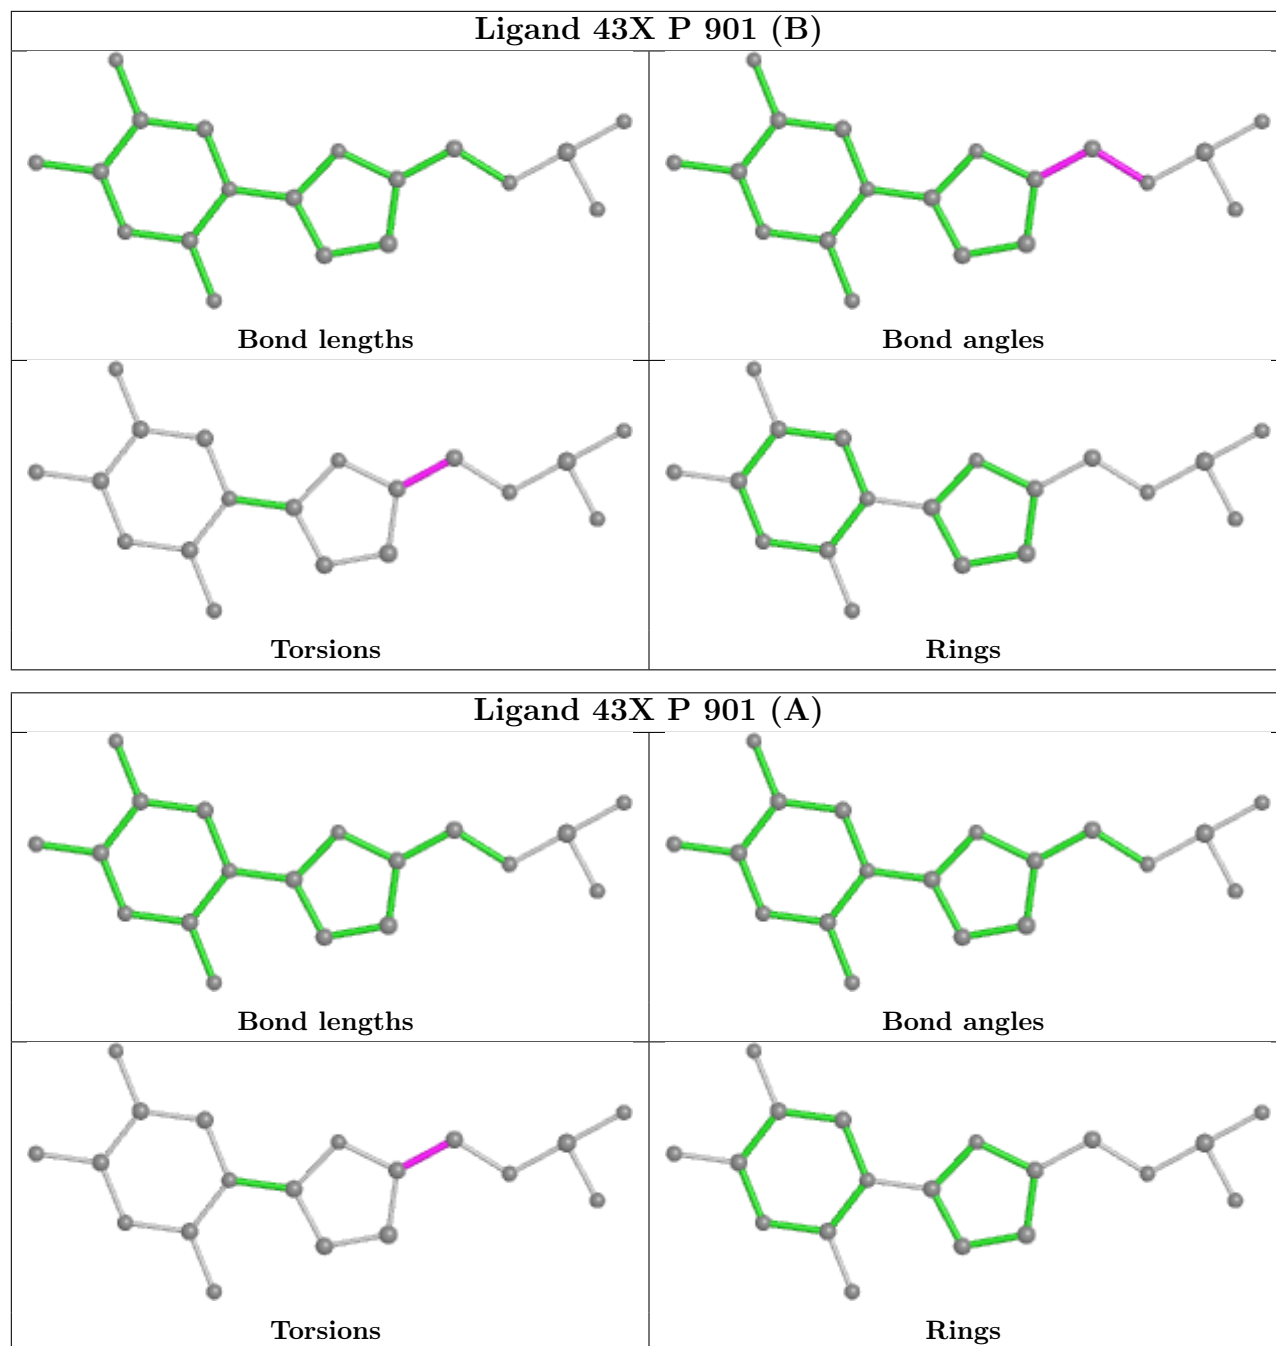 Ligand 43X P 901 (B)
Bond lengths
Bond angles
Torsions
Rings
Ligand 43X P 901 (A)
Bond lengths
Bond angles
Torsions
Rings